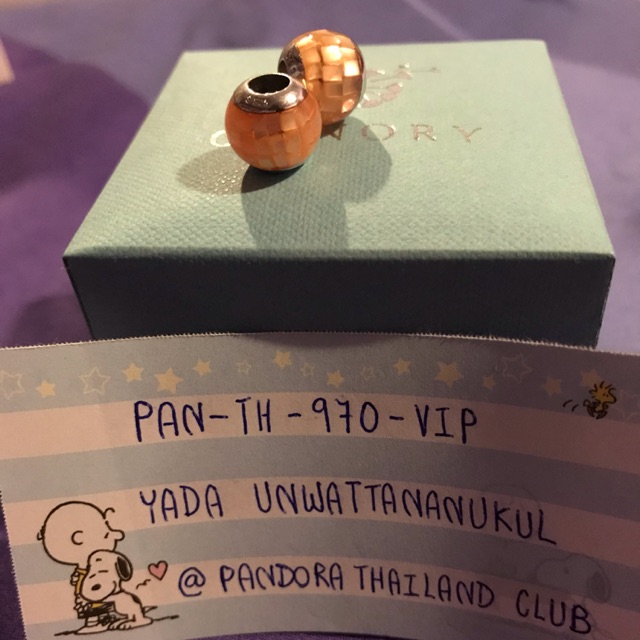 PAN-TH-970-VIP
YADA UNWATTANANUKUL
@ PANDORA THAILAND CLUB